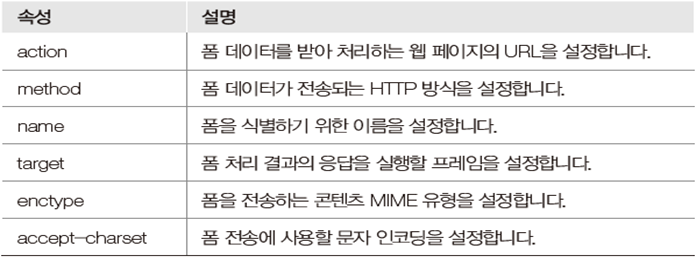 속성 설명
action 폼 데이터를 받아 처리하는 웹 페이지의 URL을 설정합니다.
method 폼 데이터가 전송되는 HTTP 방식을 설정합니다.
name 폼을 식별하기 위한 이름을 설정합니다.
target 폼 처리 결과의 응답을 실행할 프레임을 설정합니다.
enctype 폼을 전송하는 콘텐츠 MIME 유형을 설정합니다.
accept-charset 폼 전송에 사용할 문자 인코딩을 설정합니다.